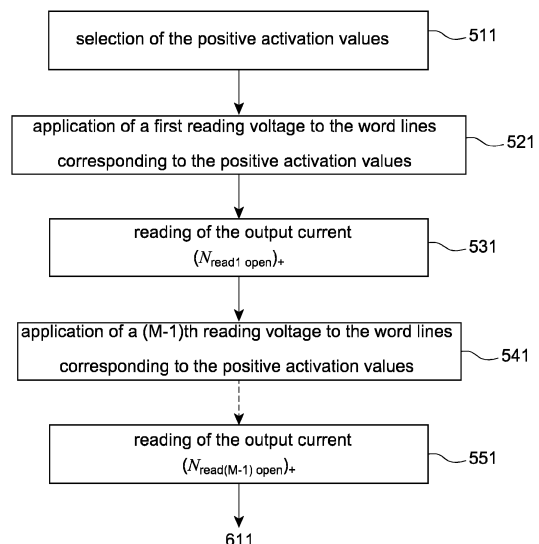 selection of the positive activation values
511
application of a first reading voltage to the word lines
corresponding to the positive activation values
521
reading of the output current
(Nread1 open)+
531
application of a (M-1)th reading voltage to the word lines
corresponding to the positive activation values
541
reading of the output current
(Nread(M-1) open)+
551
611